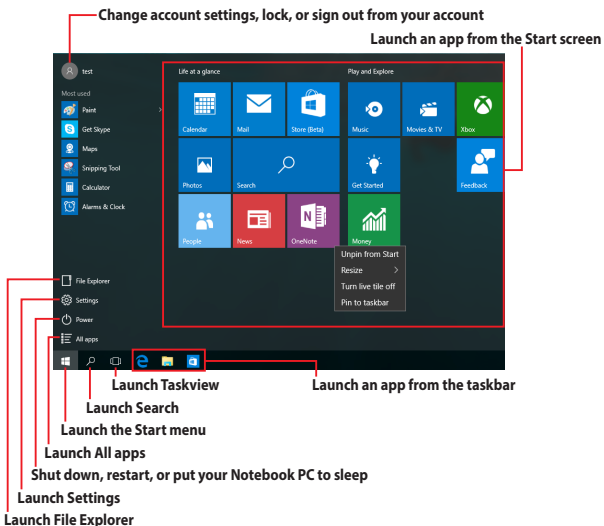 Change account settings, lock, or sign out from your account
Launch an app from the Start screen
test
Life at a glance
Play and Explore
Most used
Paint
Get Skype
Maps
Snipping Tool
Calculator
Alarms & Clock
Calendar
Mail
Store (Beta)
Music
Movies & TV
Xbox
Photos
Search
Get Started
Feedback
People
News
OneNote
Money
Unpin from Start
Resize
Turn live tile off
Pin to taskbar
File Explorer
Settings
Power
All apps
Launch Taskview
Launch an app from the taskbar
Launch Search
Launch the Start menu
Launch All apps
Shut down, restart, or put your Notebook PC to sleep
Launch Settings
Launch File Explorer